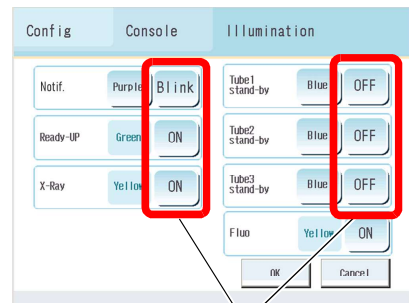 Config Console Illumination
Notif. Purple Blink
Ready-UP Green ON
X-Ray Yellow ON
Tube1
stand-by Blue OFF
Tube2
stand-by Blue OFF
Tube3
stand-by Blue OFF
Fluo Yellow ON
OK Cancel